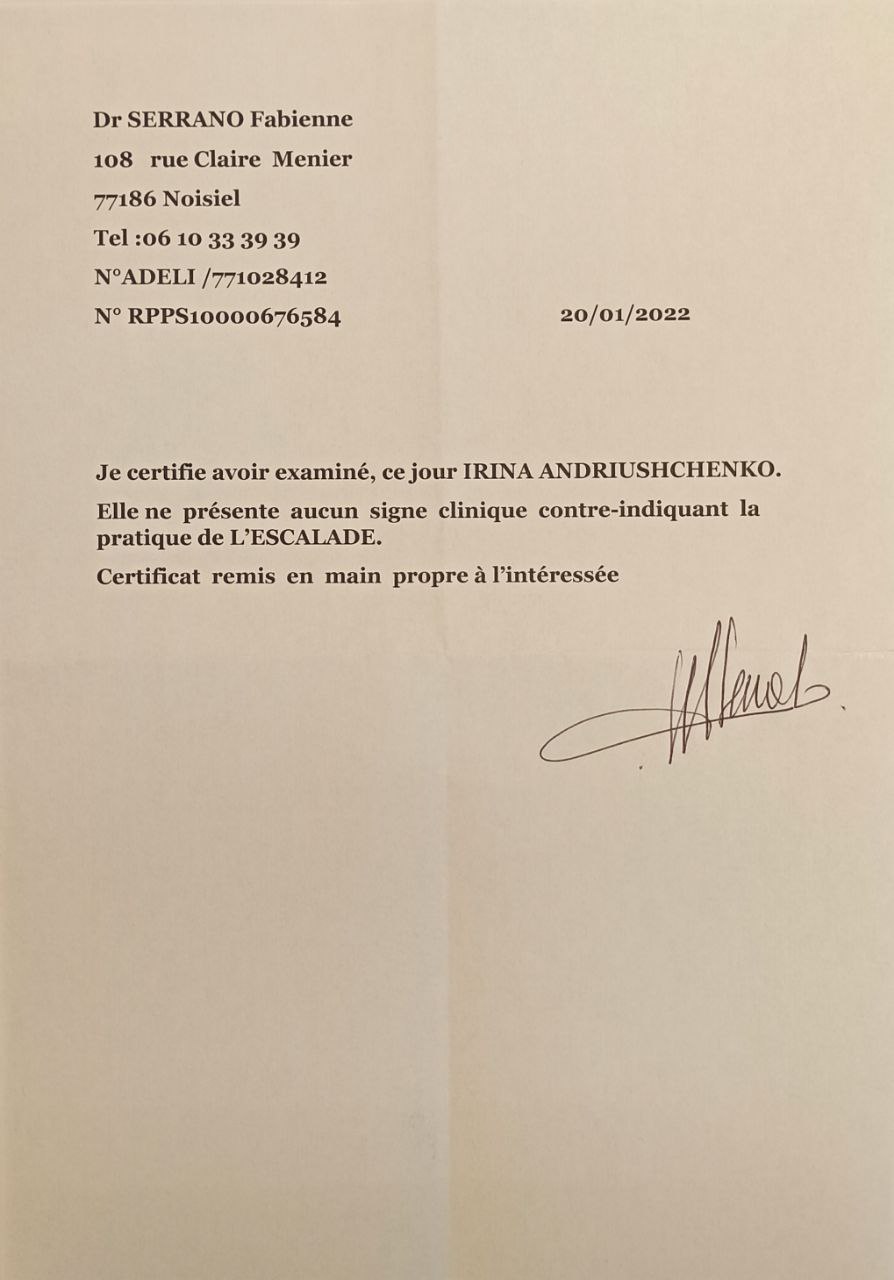 Dr SERRANO Fabienne
108 rue Claire Menier
77186 Noisiel
Tel :06 10 33 39 39
N°ADELI /771028412
N° RPPS10000676584
20/01/2022
Je certifie avoir examiné, ce jour IRINA ANDRIUSHCHENKO.
Elle ne présente aucun signe clinique contre-indiquant la
pratique de L'ESCALADE.
Certificat remis en main propre à l'intéressée